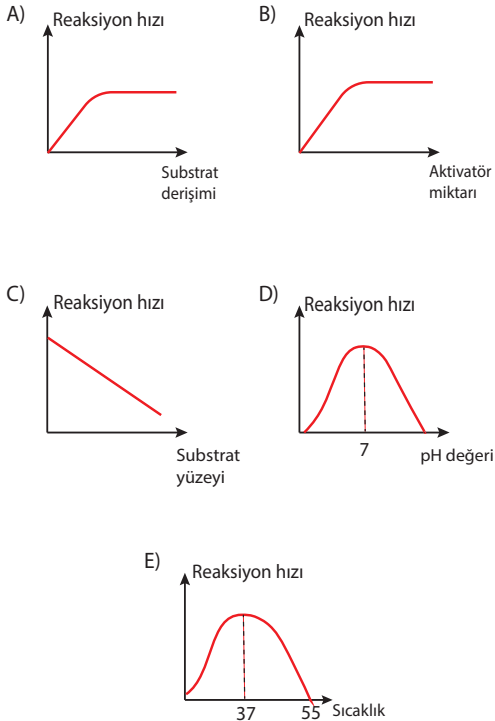 A)
Reaksiyon hızı
Substrat
derişimi
B)
Reaksiyon hızı
Aktivatör
miktarı
C)
Reaksiyon hızı
Substrat
yüzeyi
D)
Reaksiyon hızı
7
pH değeri
E)
Reaksiyon hızı
37
55
Sıcaklık